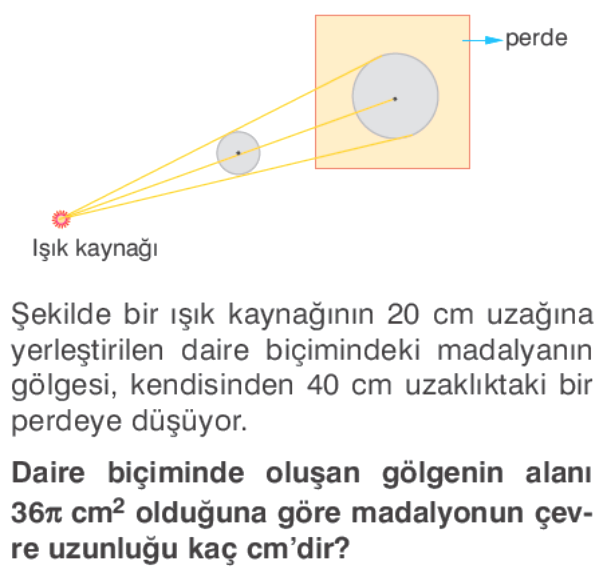 perde
Işık kaynağı
Şekilde bir ışık kaynağının 20 cm uzağına
yerleştirilen daire biçimindeki madalyanın
gölgesi, kendisinden 40 cm uzaklıktaki bir
perdeye düşüyor.
Daire biçiminde oluşan gölgenin alanı
36π cm² olduğuna göre madalyonun çev-
re uzunluğu kaç cm'dir?